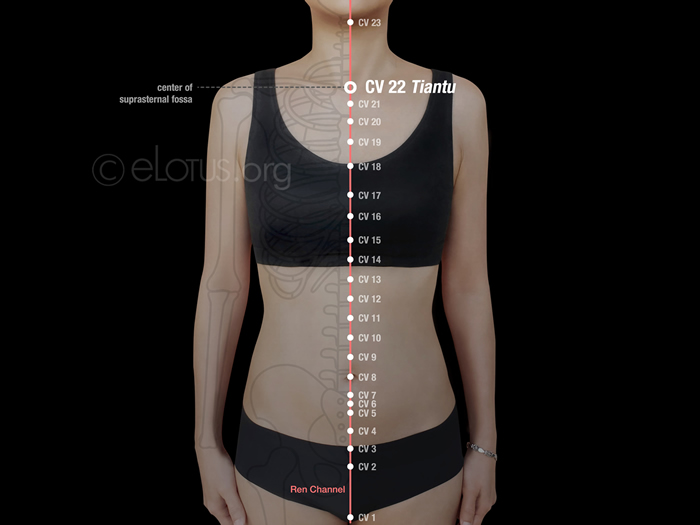 CV 23
center of
suprasternal fossa
CV 22 Tiantu
CV 21
CV 20
CV 19
CV 18
© eLotus.org
CV 17
CV 16
CV 15
CV 14
CV 13
CV 12
CV 11
CV 10
CV 9
CV 8
CV 7
CV 6
CV 5
CV 4
CV 3
CV 2
Ren Channel
CV 1